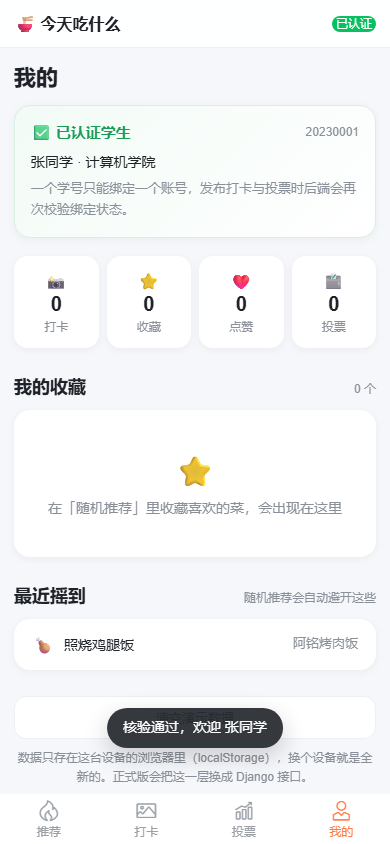 今天吃什么
已认证
我的
已认证学生
20230001
张同学 · 计算机学院
一个学号只能绑定一个账号，发布打卡与投票时后端会再
次校验绑定状态。
0
0
0
0
打卡
收藏
点赞
投票
我的收藏
0 个
在「随机推荐」里收藏喜欢的菜，会出现在这里
最近摇到
随机推荐会自动避开这些
照烧鸡腿饭
阿铭烤肉饭
核验通过，欢迎 张同学
数据只存在这台设备的浏览器里（localStorage），换个设备就是全
新的。正式版会把这一层换成 Django 接口。
推荐
打卡
投票
我的